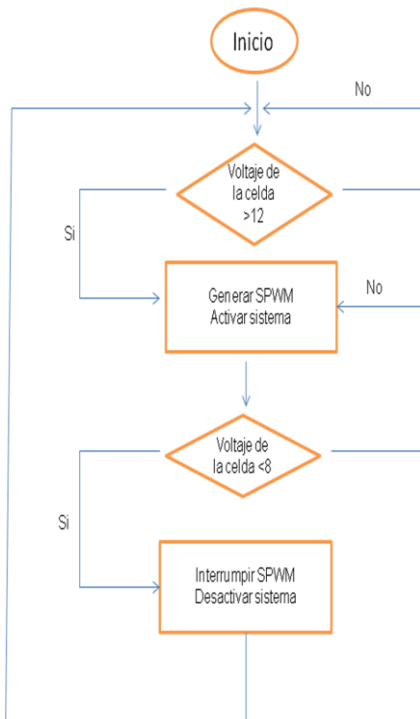 Inicio
No
Voltaje de
la celda
>12
Si
Generar SPWM
Activar sistema
No
Voltaje de
la celda <8
Si
Interrumpir SPWM
Desactivar sistema